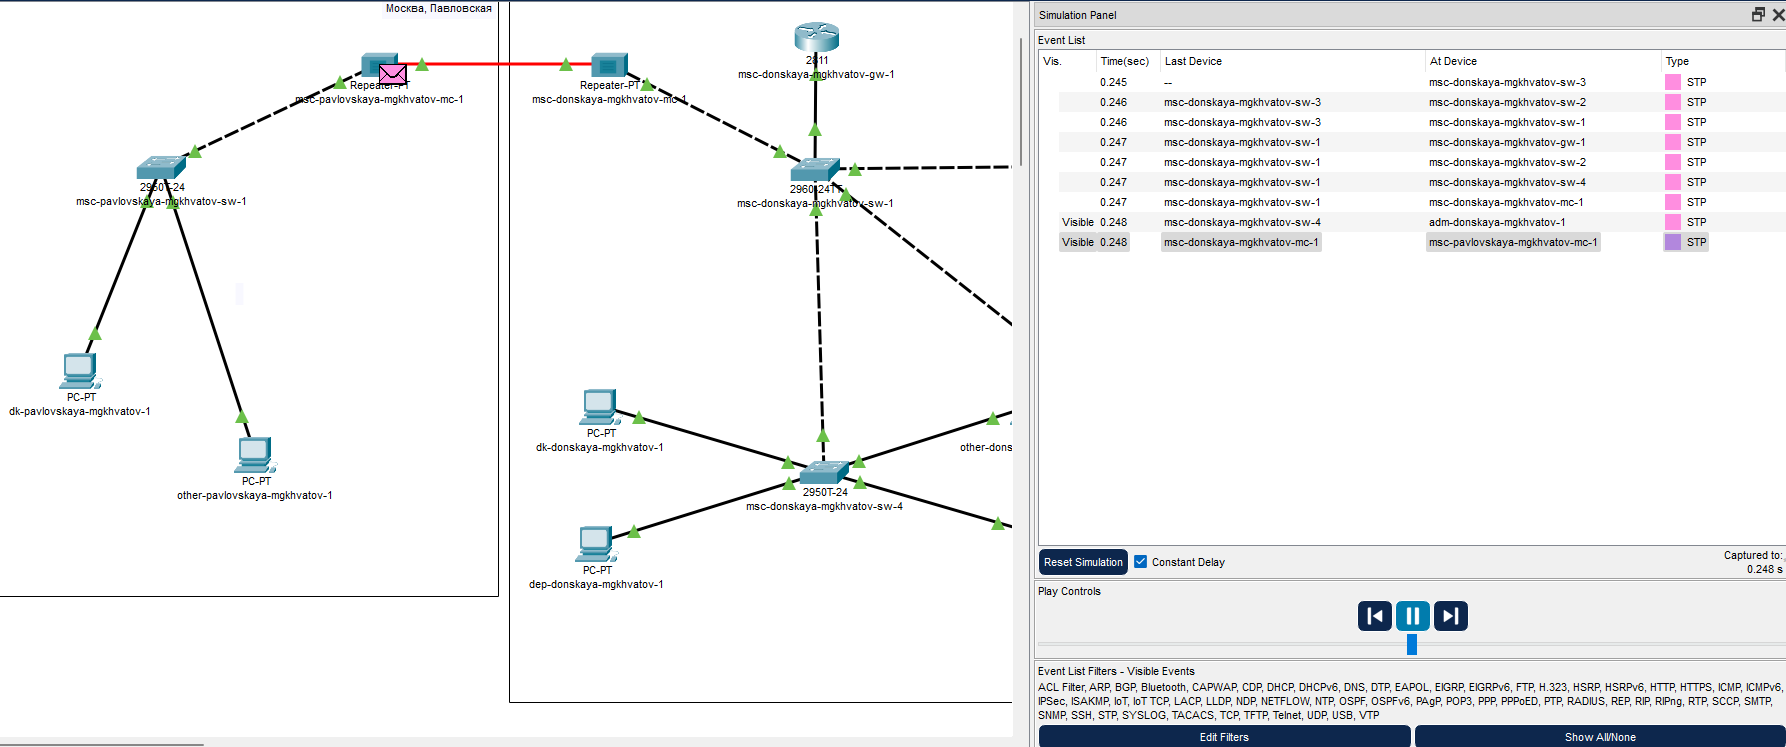 Москва, Павловская
Repeater-PT
msc-pavlovskaya-mgkhvatov-mc-1
2950T-24
msc-pavlovskaya-mgkhvatov-sw-1
PC-PT
dk-pavlovskaya-mgkhvatov-1
PC-PT
other-pavlovskaya-mgkhvatov-1
Repeater-PT
msc-donskaya-mgkhvatov-mc-1
2811
msc-donskaya-mgkhvatov-gw-1
2960-24TT
msc-donskaya-mgkhvatov-sw-1
PC-PT
dk-donskaya-mgkhvatov-1
other-dons
2950T-24
msc-donskaya-mgkhvatov-sw-4
PC-PT
dep-donskaya-mgkhvatov-1
Simulation Panel
Event List
Vis. Time(sec) Last Device At Device Type
0.245 -- msc-donskaya-mgkhvatov-sw-3 STP
0.246 msc-donskaya-mgkhvatov-sw-3 msc-donskaya-mgkhvatov-sw-2 STP
0.246 msc-donskaya-mgkhvatov-sw-3 msc-donskaya-mgkhvatov-sw-1 STP
0.247 msc-donskaya-mgkhvatov-sw-1 msc-donskaya-mgkhvatov-gw-1 STP
0.247 msc-donskaya-mgkhvatov-sw-1 msc-donskaya-mgkhvatov-sw-2 STP
0.247 msc-donskaya-mgkhvatov-sw-1 msc-donskaya-mgkhvatov-sw-4 STP
0.247 msc-donskaya-mgkhvatov-sw-1 msc-donskaya-mgkhvatov-mc-1 STP
Visible 0.248 msc-donskaya-mgkhvatov-sw-4 adm-donskaya-mgkhvatov-1 STP
Visible 0.248 msc-donskaya-mgkhvatov-mc-1 msc-pavlovskaya-mgkhvatov-mc-1 STP
Reset Simulation Constant Delay
Captured to:
0.248 s
Play Controls
Event List Filters - Visible Events
ACL Filter, ARP, BGP, Bluetooth, CAPWAP, CDP, DHCP, DHCPv6, DNS, DTP, EAPOL, EIGRP, EIGRPv6, FTP, H.323, HSRP, HSRPv6, HTTP, HTTPS, ICMP, ICMPv6,
IPSec, ISAKMP, IoT, IoT TCP, LACP, LLDP, NDP, NETFLOW, NTP, OSPF, OSPFv6, PAgP, POP3, PPP, PPPoED, PTP, RADIUS, REP, RIP, RIPng, RTP, SCCP, SMTP,
SNMP, SSH, STP, SYSLOG, TACACS, TCP, TFTP, Telnet, UDP, USB, VTP
Edit Filters Show All/None